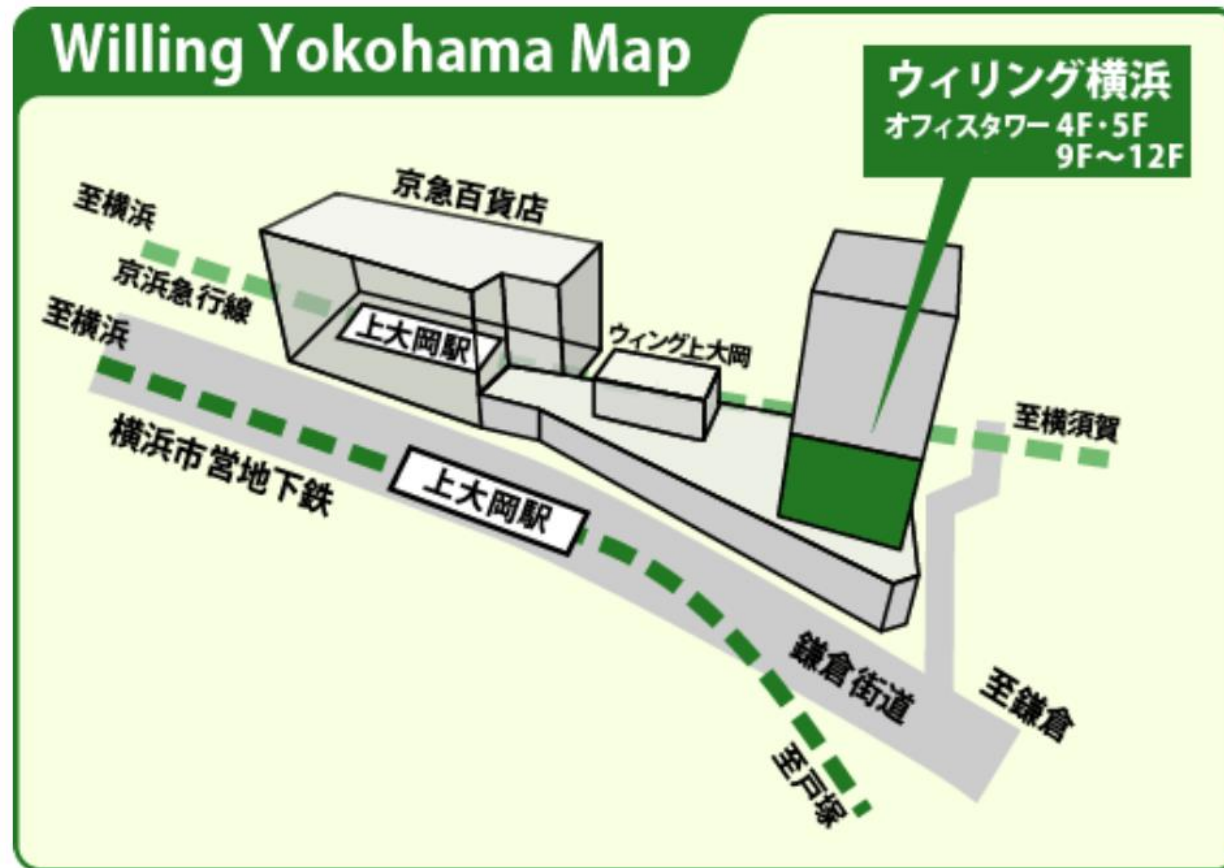 Willing Yokohama Map
ウィリング横浜
オフィスタワー 4F・5F
9F～12F
京急百貨店
至横浜
京浜急行線
至横浜
上大岡駅
ウィング上大岡
至横須賀
横浜市営地下鉄
上大岡駅
鎌倉街道
至鎌倉
至戸塚